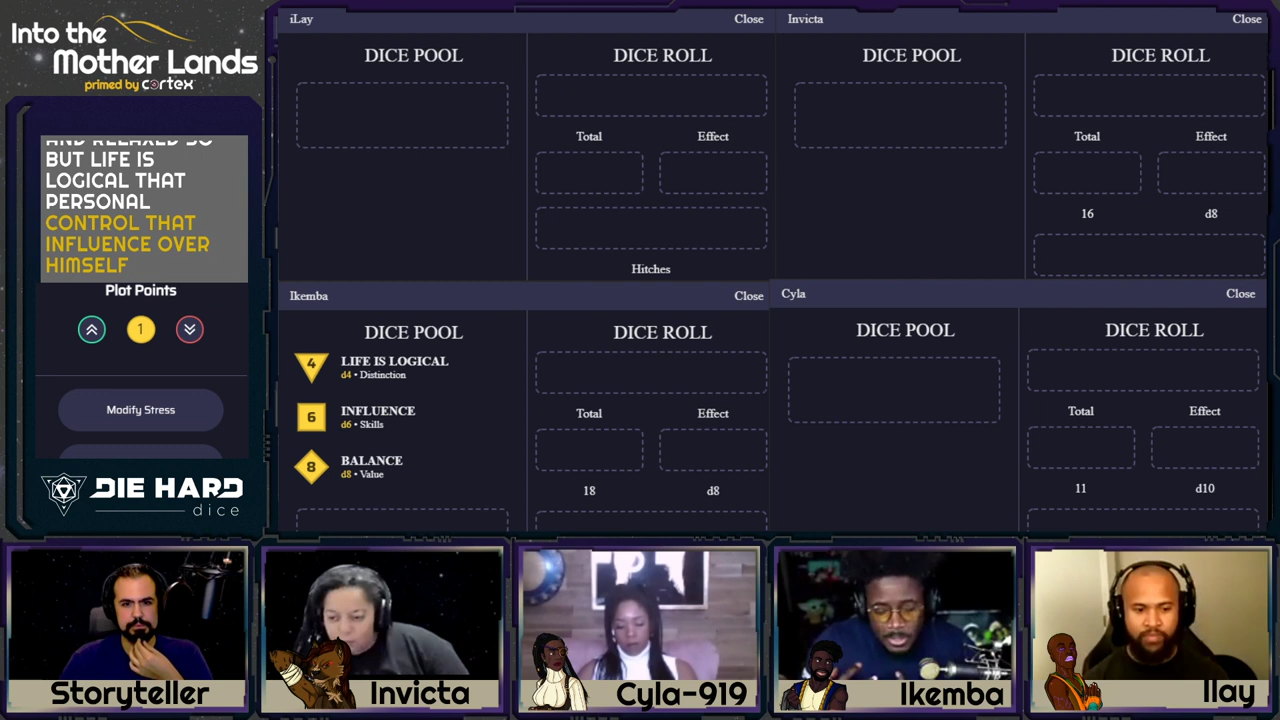 Into the
Mother Lands
primed by cortex
AND RELAXED SO
BUT LIFE IS
LOGICAL THAT
PERSONAL
CONTROL THAT
INFLUENCE OVER
HIMSELF
Plot Points
1
Modify Stress
DIE HARD
dice
iLay
Close
DICE POOL
DICE ROLL
Total
Effect
Hitches
Invicta
Close
DICE POOL
DICE ROLL
Total
Effect
16
d8
Ikemba
Close
DICE POOL
DICE ROLL
4
LIFE IS LOGICAL
d4 • Distinction
6
INFLUENCE
d6 • Skills
8
BALANCE
d8 • Value
Total
Effect
18
d8
Cyla
Close
DICE POOL
DICE ROLL
Total
Effect
11
d10
Storyteller
Invicta
Cyla-919
Ikemba
Ilay